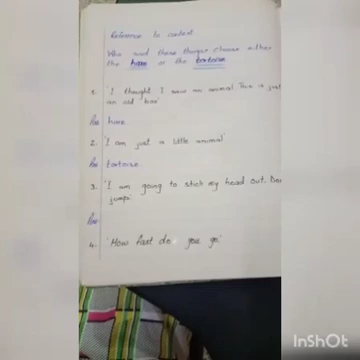 Reference to context
Who said these things choose either
the hare or the tortoise.
1. 'I thought I saw an animal. This is just
an old
Ans hare.
2. 'I am just a little animal'
Ans tortoise.
3. 'I am going to stick my head out. Don
jump'
Ans
4. 'How fast do you go'
InShOt